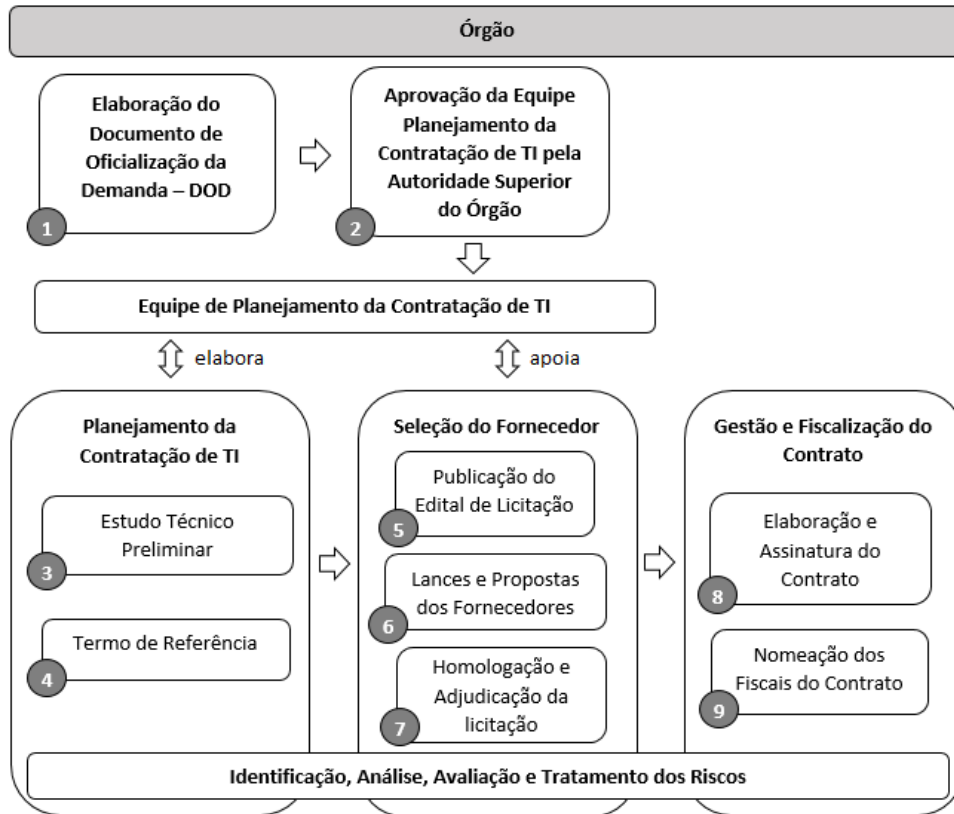 Órgão
Elaboração do
Documento de
Oficialização da
Demanda – DOD
1
Aprovação da Equipe
Planejamento da
Contratação de TI pela
Autoridade Superior
do Órgão
2
Equipe de Planejamento da Contratação de TI
elabora
apoia
Planejamento da
Contratação de TI
Estudo Técnico
Preliminar
3
Termo de Referência
4
Seleção do Fornecedor
Publicação do
Edital de Licitação
5
Lances e Propostas
dos Fornecedores
6
Homologação e
Adjudicação da
licitação
7
Gestão e Fiscalização do
Contrato
Elaboração e
Assinatura do
Contrato
8
Nomeação dos
Fiscais do Contrato
9
Identificação, Análise, Avaliação e Tratamento dos Riscos